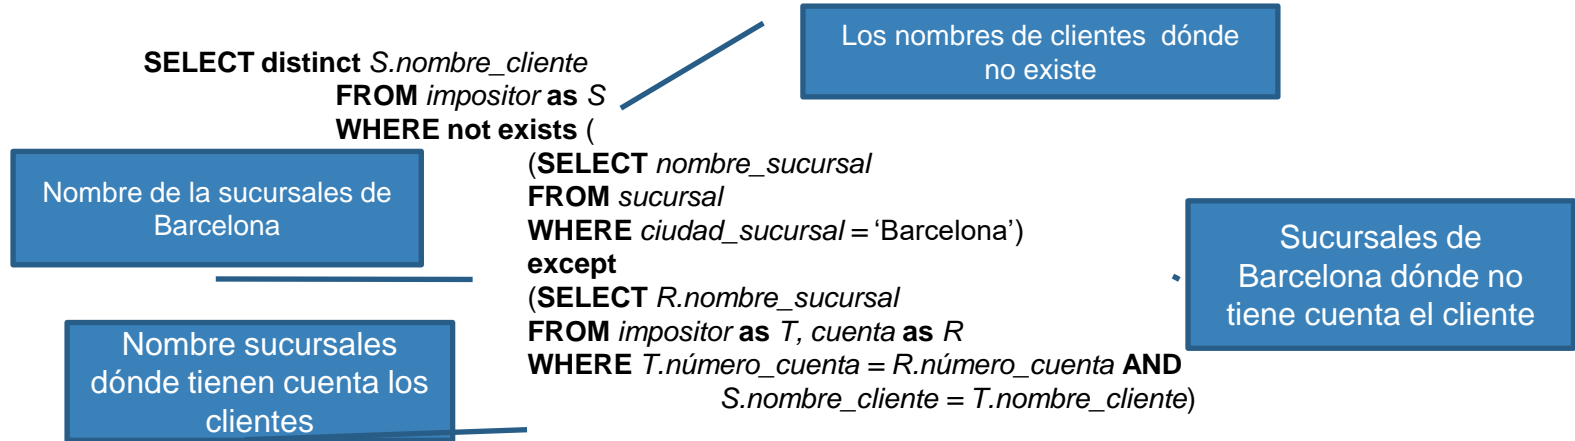 Los nombres de clientes dónde
no existe
SELECT distinct S.nombre_cliente
FROM impositor as S
WHERE not exists (
(SELECT nombre_sucursal
FROM sucursal
WHERE ciudad_sucursal = ‘Barcelona’)
except
(SELECT R.nombre_sucursal
FROM impositor as T, cuenta as R
WHERE T.número_cuenta = R.número_cuenta AND
S.nombre_cliente = T.nombre_cliente)
Nombre de la sucursales de
Barcelona
Sucursales de
Barcelona dónde no
tiene cuenta el cliente
Nombre sucursales
dónde tienen cuenta los
clientes